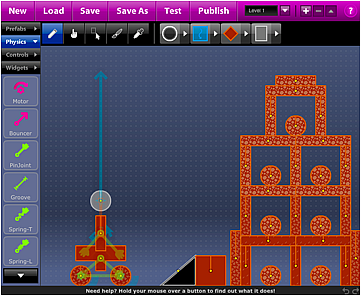 New Load Save Save As Test Publish Level 1 ?
Prefabs
Physics
Controls
Widgets
Motor
Bouncer
PinJoint
Groove
Spring-T
Spring-L
Need help? Hold your mouse over a button to find out what it does!